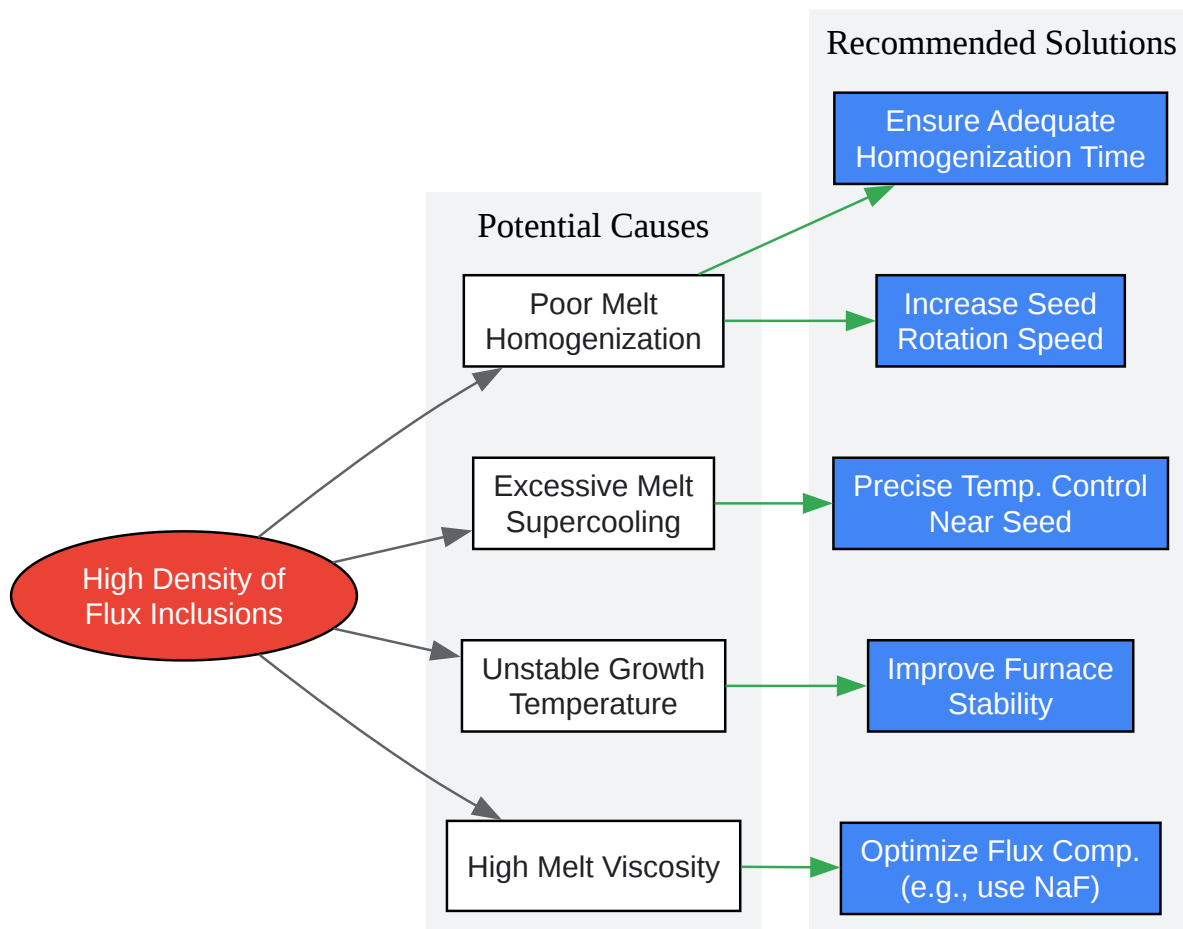 Recommended Solutions
Ensure Adequate
Homogenization Time
Potential Causes
Poor Melt
Homogenization
Increase Seed
Rotation Speed
Excessive Melt
Supercooling
Precise Temp. Control
Near Seed
High Density of
Flux Inclusions
Unstable Growth
Temperature
Improve Furnace
Stability
High Melt Viscosity
Optimize Flux Comp.
(e.g., use NaF)